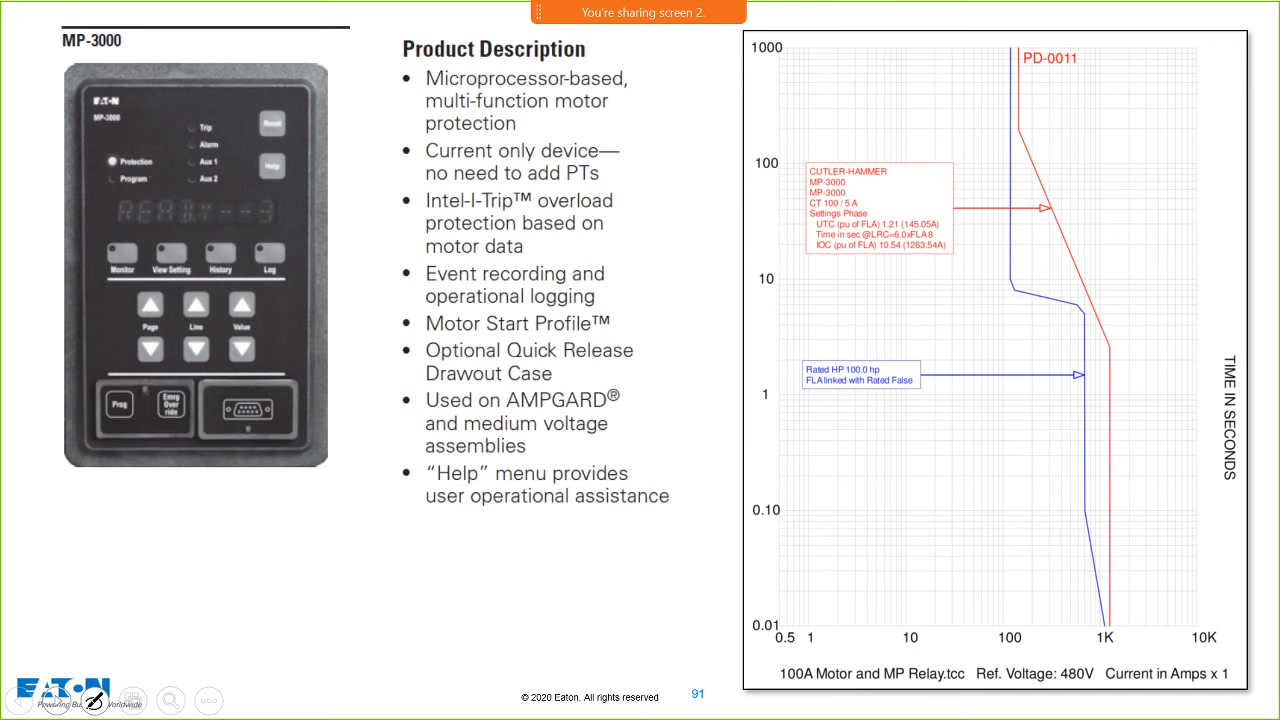 You're sharing screen 2.
MP-3000
EATON
MP-3000
Trip
Alarm
Protection
Aux 1
Program
Aux 2
Reset
Help
READY--3
Monitor
View Setting
History
Log
Page
Line
Value
Prog
Emrg
Over
ride
Product Description
• Microprocessor-based,
multi-function motor
protection
• Current only device—
no need to add PTs
• Intel-I-Trip™ overload
protection based on
motor data
• Event recording and
operational logging
• Motor Start Profile™
• Optional Quick Release
Drawout Case
• Used on AMPGARD®
and medium voltage
assemblies
• “Help” menu provides
user operational assistance
1000
100
10
1
0.10
0.01
PD-0011
CUTLER-HAMMER
MP-3000
MP-3000
CT 100 / 5 A
Settings Phase
UTC (pu of FLA) 1.21 (145.05A)
Time in sec @LRC=6.0xFLA 8
IOC (pu of FLA) 10.54 (1263.54A)
Rated HP 100.0 hp
FLA linked with Rated False
TIME IN SECONDS
0.5 1 10 100 1K 10K
100A Motor and MP Relay.tcc Ref. Voltage: 480V Current in Amps x 1
EATON
Powering Bu
orldwide
© 2020 Eaton. All rights reserved
91